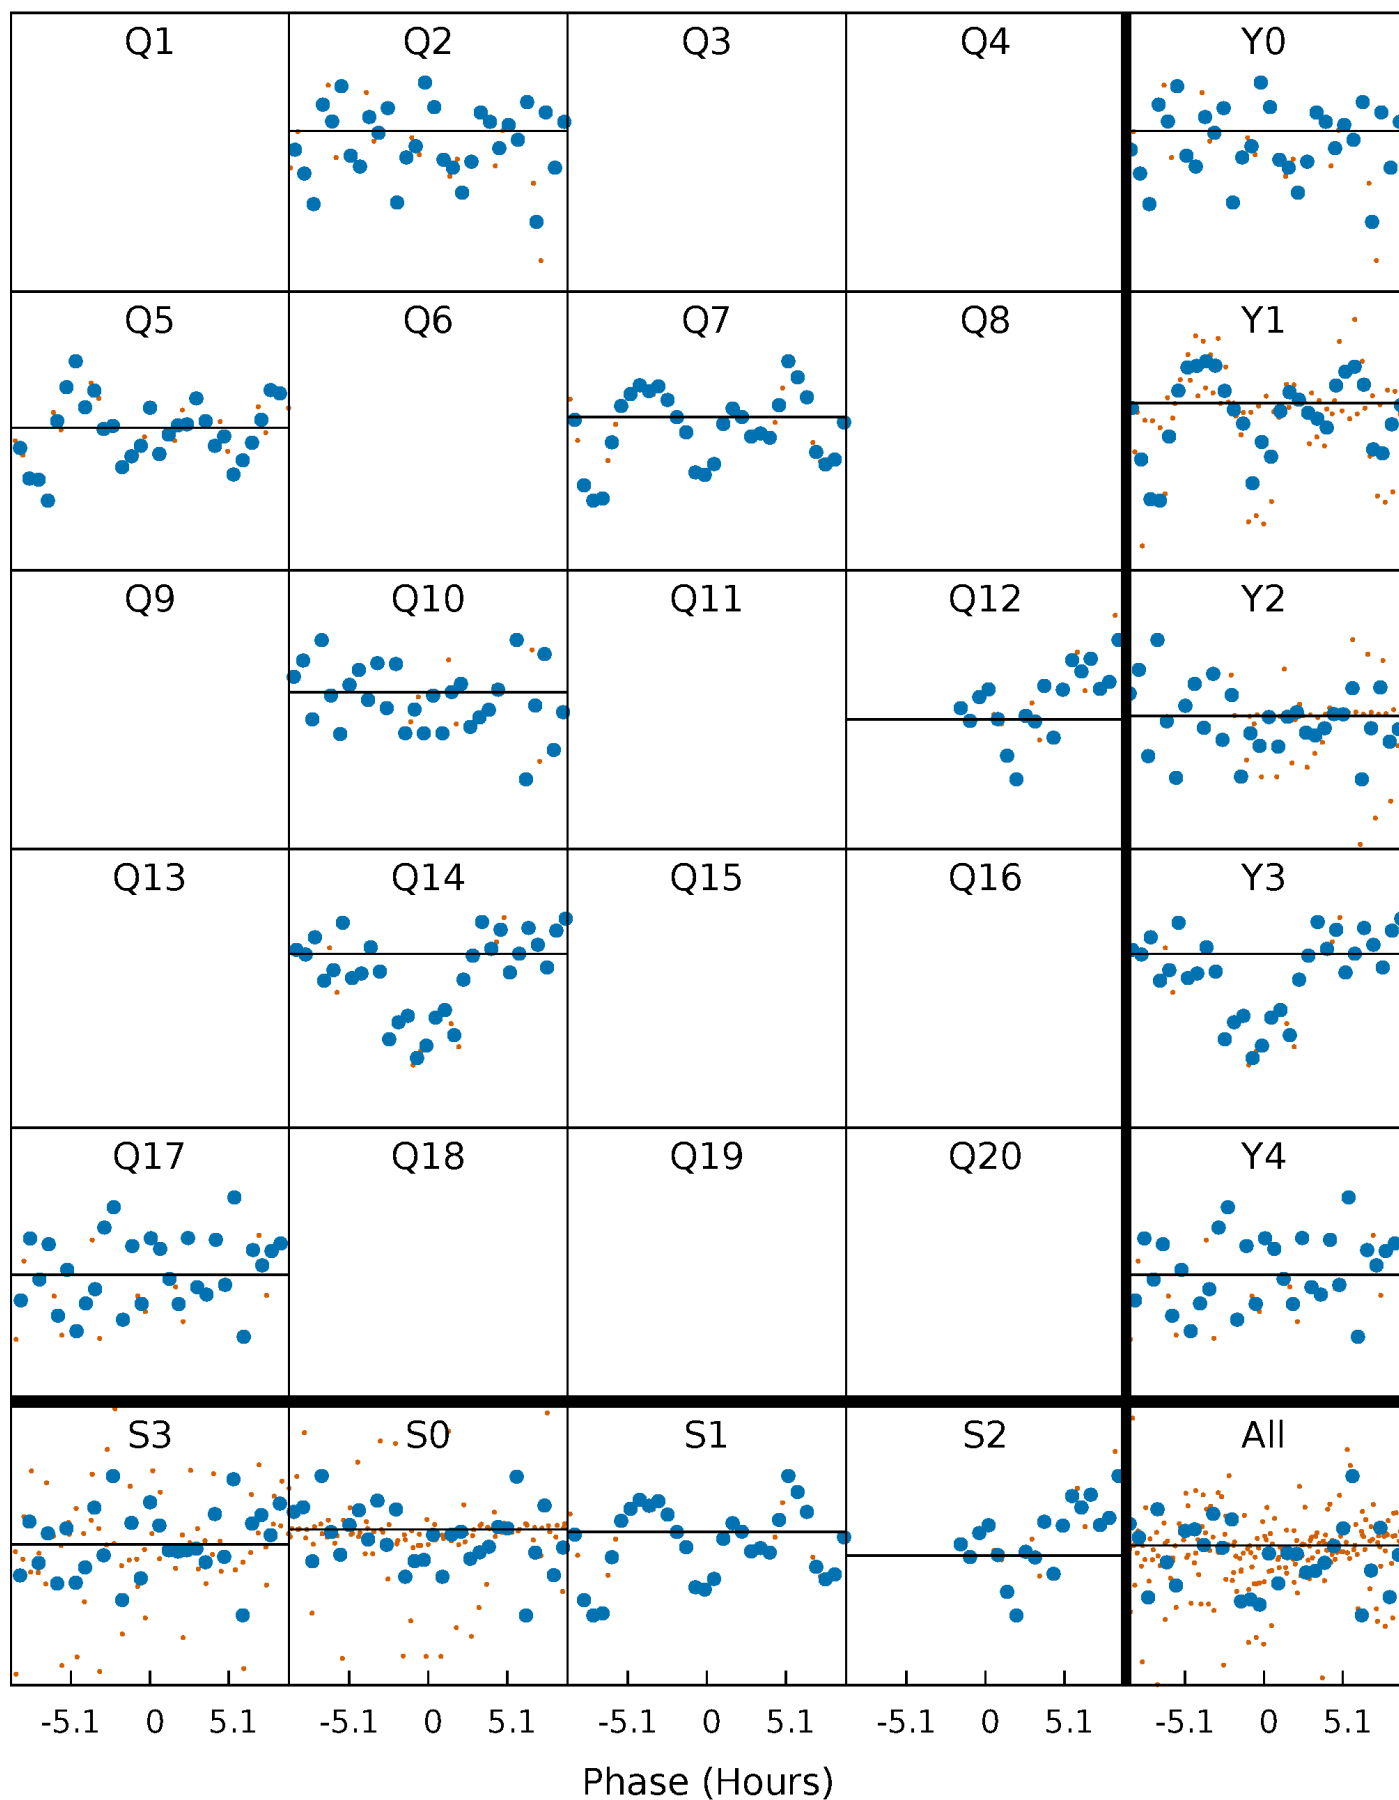 Q1 Q2 Q3 Q4 Y0
Q5 Q6 Q7 Q8 Y1
Q9 Q10 Q11 Q12 Y2
Q13 Q14 Q15 Q16 Y3
Q17 Q18 Q19 Q20 Y4
S3 S0 S1 S2 All
-5.1 0 5.1 -5.1 0 5.1 -5.1 0 5.1 -5.1 0 5.1 -5.1 0 5.1
Phase (Hours)